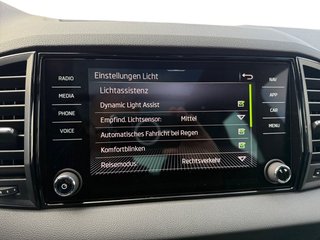 RADIO
MEDIA
PHONE
VOICE
Einstellungen Licht
Lichtassistenz
Dynamic Light Assist
Empfind. Lichtsensor: Mittel
Automatisches Fahrlicht bei Regen
Komfortblinken
Reisemodus Rechtsverkehr
NAV
APP
CAR
MENU